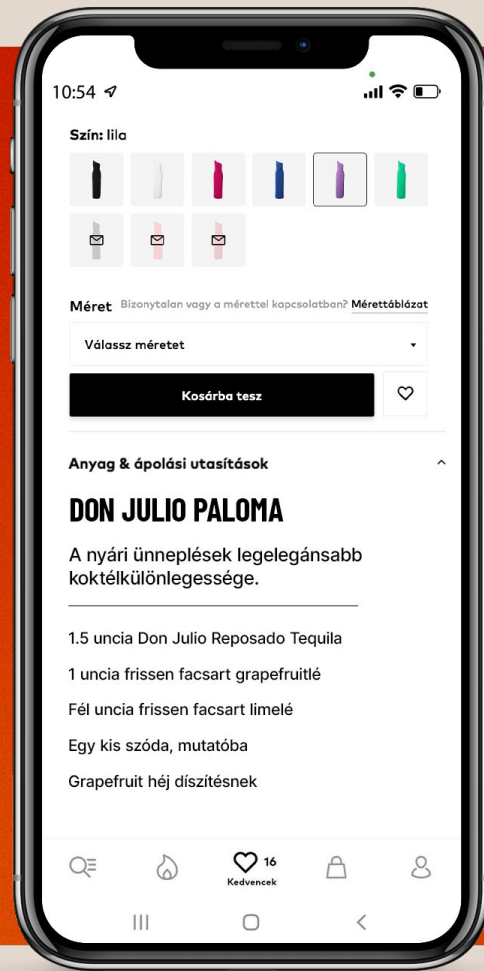 10:54
Szín: lila
Méret Bizonytalan vagy a mérettel kapcsolatban? Mérettáblázat
Válassz méretet
Kosárba tesz
Anyag & ápolási utasítások
DON JULIO PALOMA
A nyári ünneplések legelegánsabb
koktélkülönlegessége.
1.5 uncia Don Julio Reposado Tequila
1 uncia frissen facsart grapefruitlé
Fél uncia frissen facsart limelé
Egy kis szóda, mutatóba
Grapefruit héj díszítésnek
16
Kedvencek